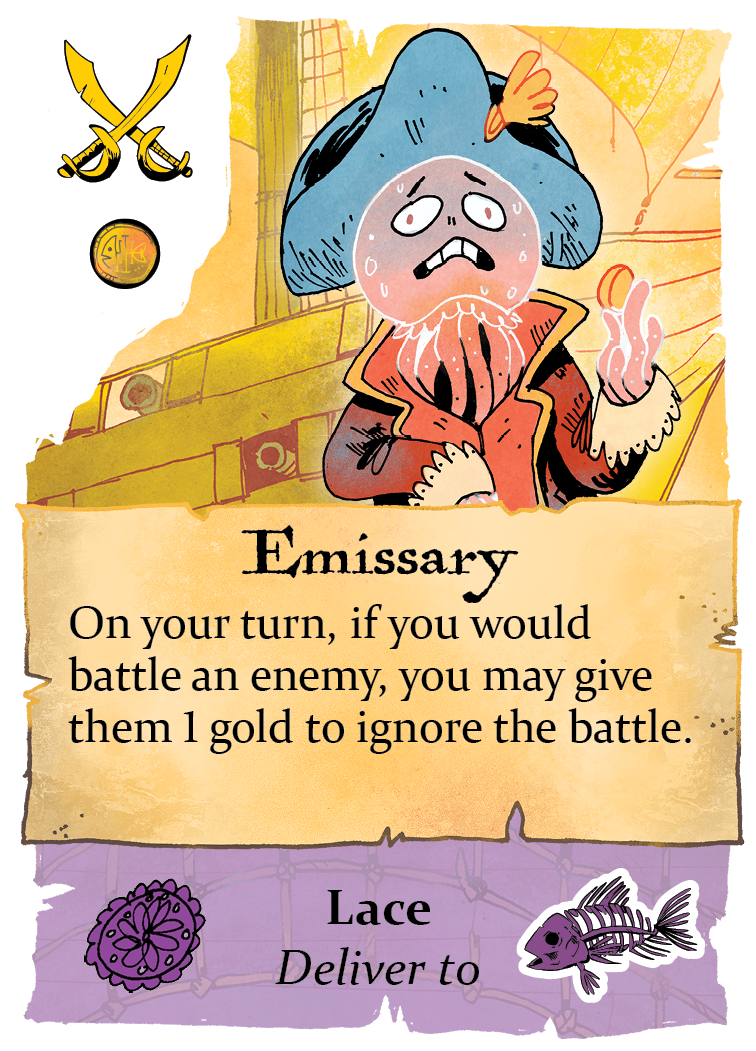 Emissary
On your turn, if you would
battle an enemy, you may give
them 1 gold to ignore the battle.
Lace
Deliver to